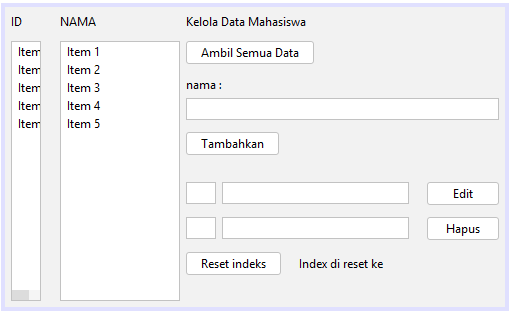 ID
NAMA
Kelola Data Mahasiswa
Item
Item
Item
Item
Item
Item 1
Item 2
Item 3
Item 4
Item 5
Ambil Semua Data
nama :
Tambahkan
Edit
Hapus
Reset indeks
Index di reset ke